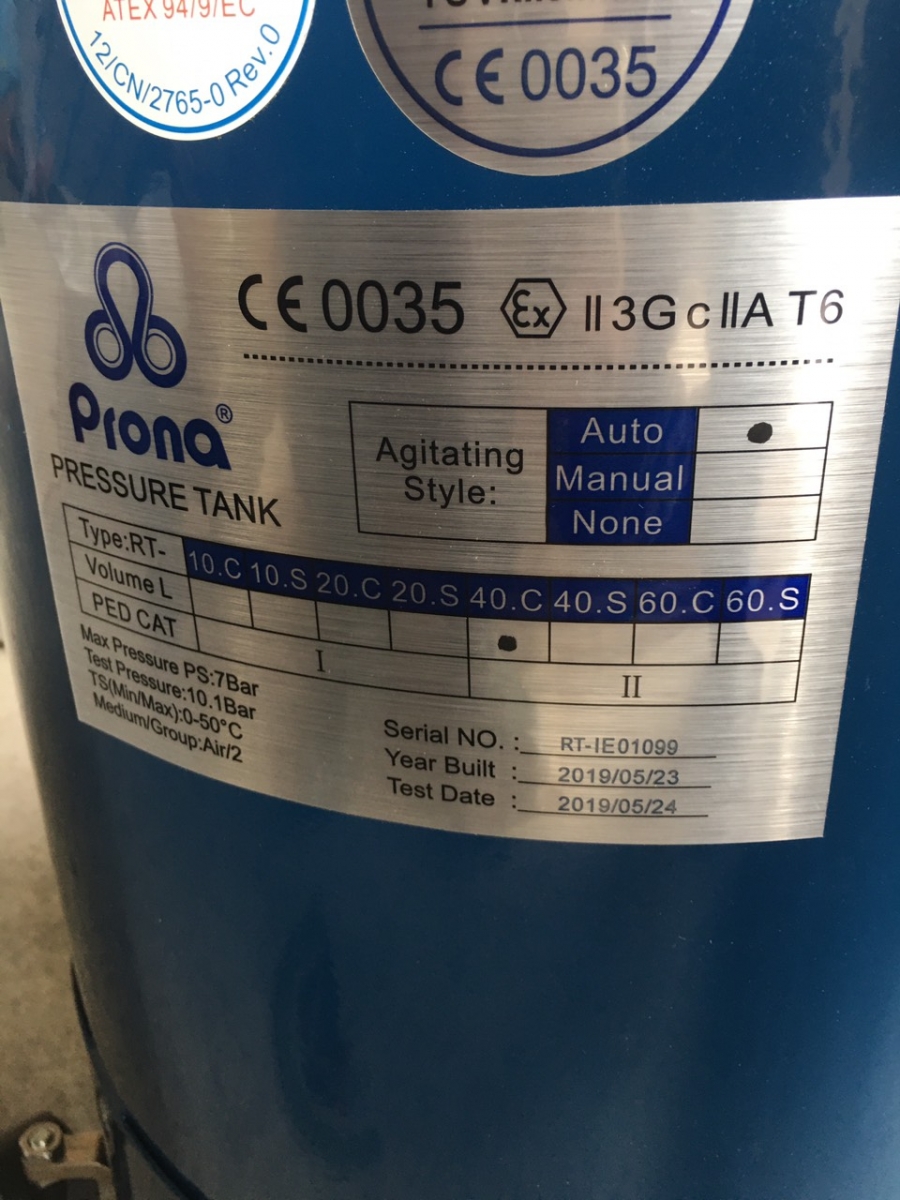 ATEX 94/9/EC
12/CN/2765-0 Rev.0
CE 0035
CE 0035 Ex II 3 G c IIA T6
Prona®
PRESSURE TANK
Agitating Style:
Auto ●
Manual
None
Type:RT- 10.C 10.S 20.C 20.S 40.C 40.S 60.C 60.S
Volume L ●
PED CAT I II
Max Pressure PS:7Bar
Test Pressure:10.1Bar
TS(Min/Max):0-50°C
Medium/Group:Air/2
Serial NO. : RT-IE01099
Year Built : 2019/05/23
Test Date : 2019/05/24